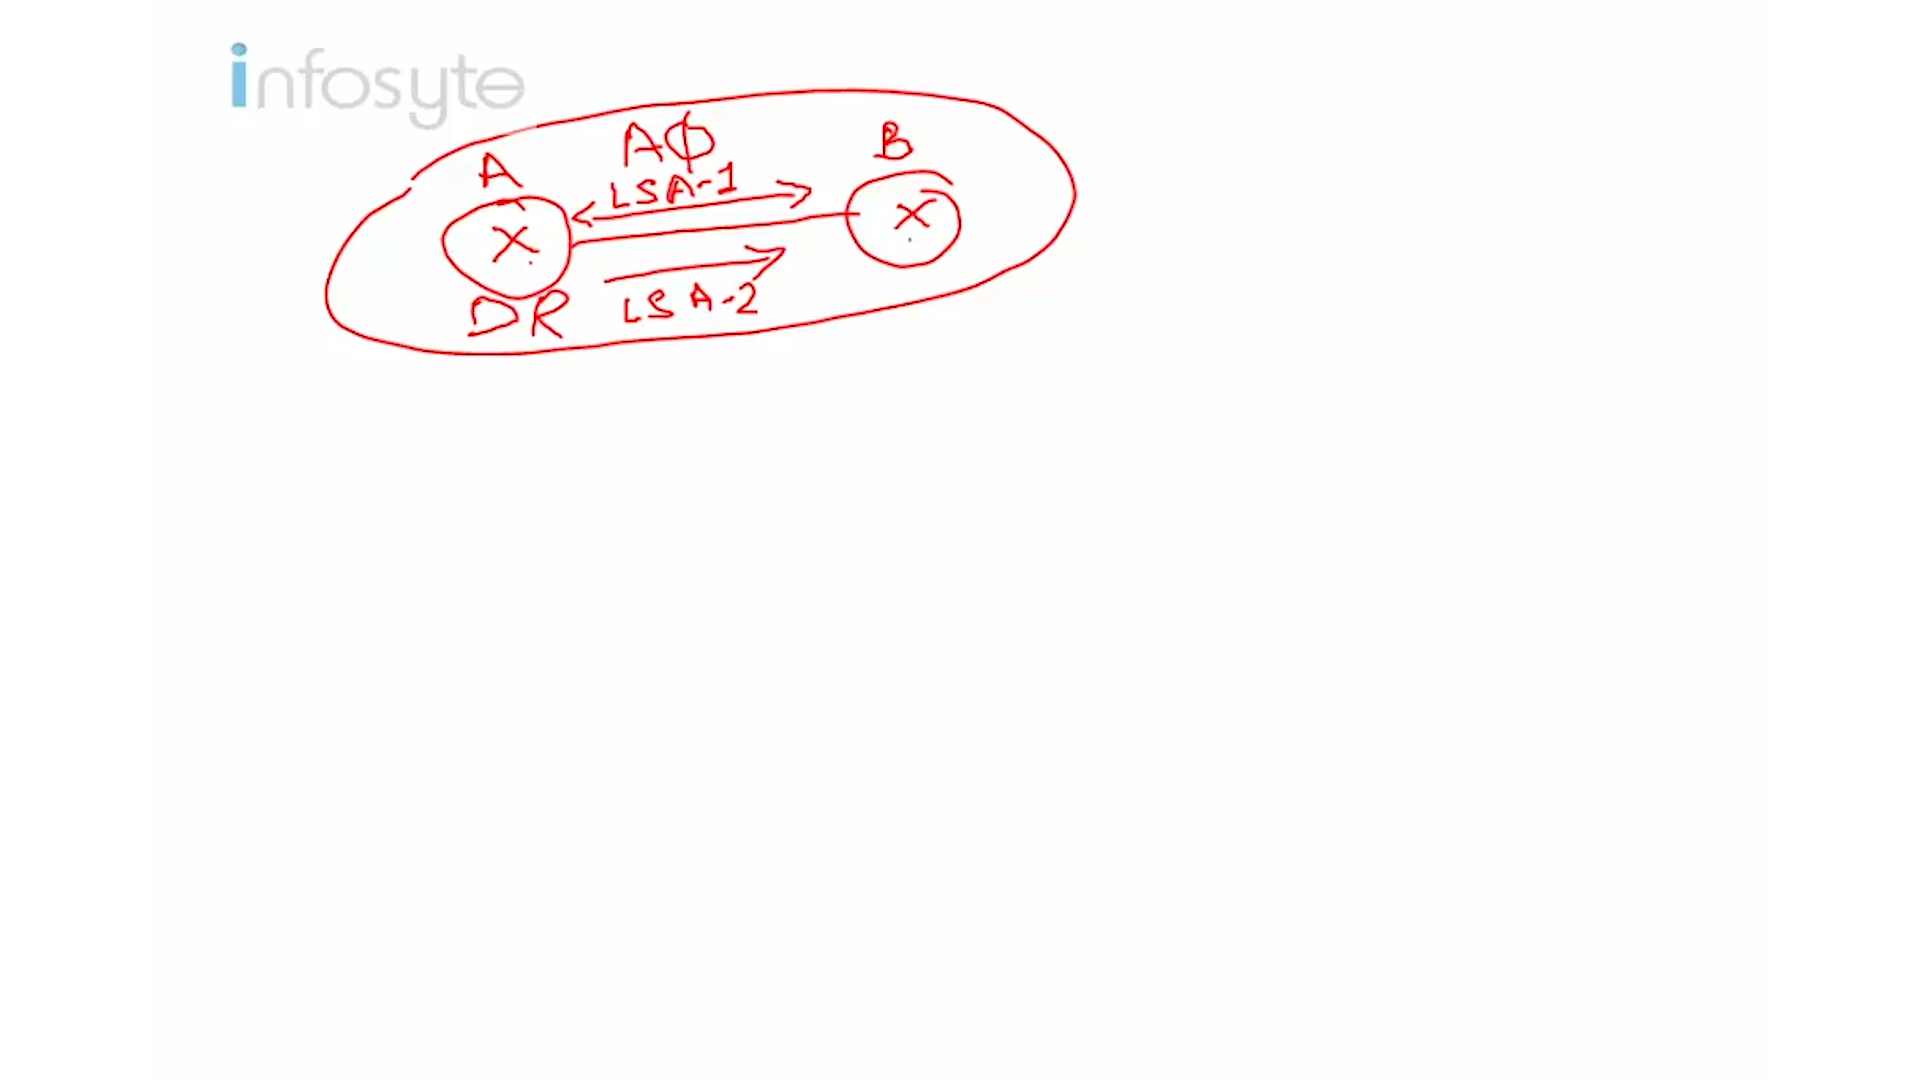 infosyte
AΦ
A
B
LSA-1
X
X
DR
LSA-2